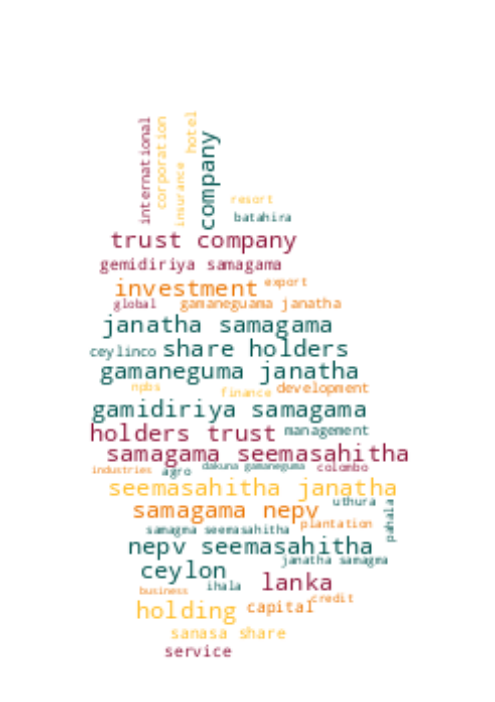 international
corporation
insurance
hotel
company
resort
batahira
trust company
gemidiriya samagama
investment
export
global
gamaneguama janatha
janatha samagama
ceylinco
share holders
gamaneguma janatha
npbs
finance
development
gamidiriya samagama
holders trust
management
samagama seemasahitha
industries
agro
dakuna gamaneguma
colombo
seemasahitha janatha
uthura
samagama nepv
plantation
pahala
samagma seemasahitha
nepv seemasahitha
janatha samagma
ceylon
ihala
lanka
business
credit
holding
capital
sanasa share
service